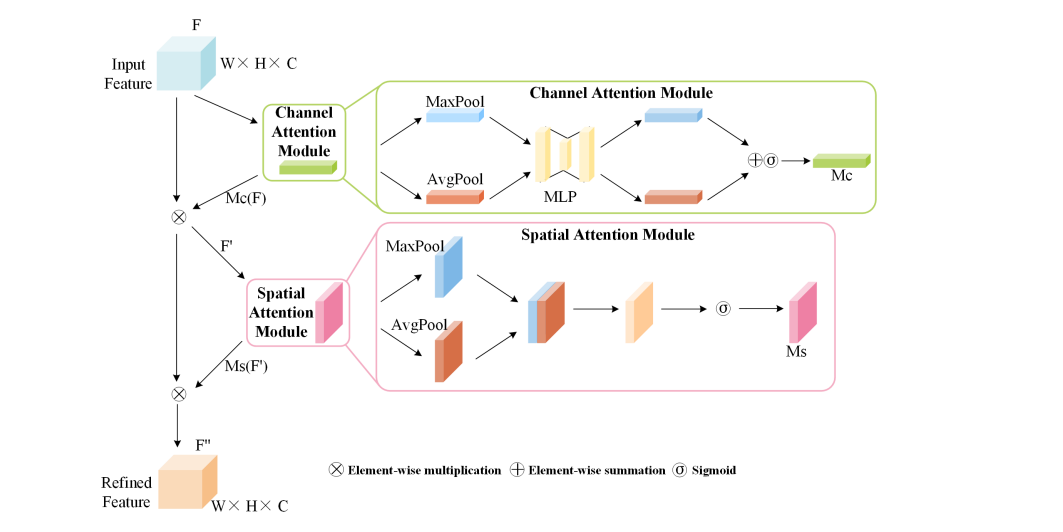 F
Input
Feature
W× H× C
Channel
Attention
Module
Mc(F)
F'
Spatial
Attention
Module
Ms(F')
F"
Refined
Feature
W× H× C
Channel Attention Module
MaxPool
AvgPool
MLP
σ
Mc
Spatial Attention Module
MaxPool
AvgPool
σ
Ms
Element-wise multiplication
Element-wise summation
σ Sigmoid